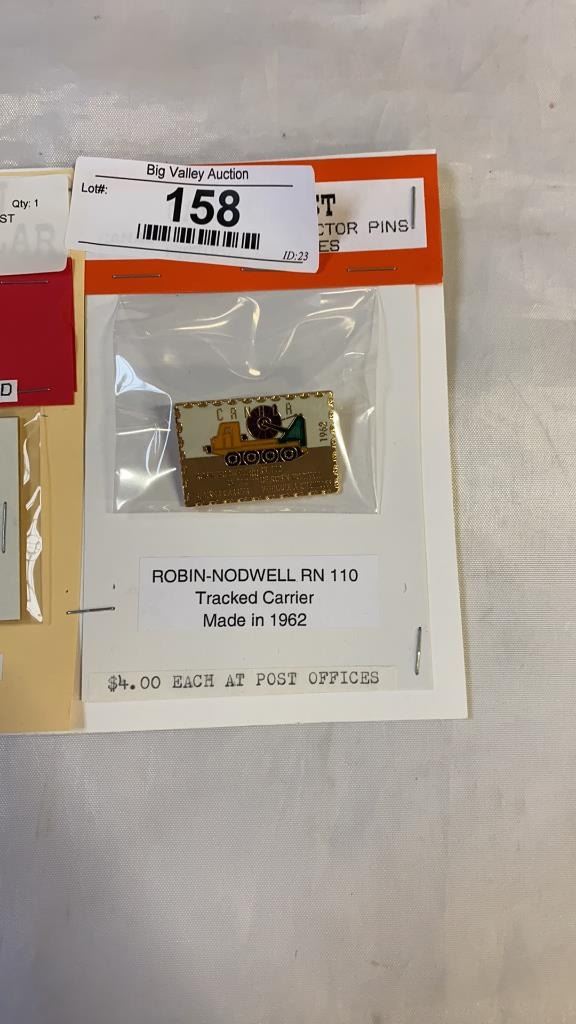 Big Valley Auction
Lot#:
158
ID:23
Qty: 1
ST
ST
CTOR PINS
ES
D
CANADA
1962
ROBIN-NODWELL RN 110
Tracked Carrier
Made in 1962
$4.00 EACH AT POST OFFICES